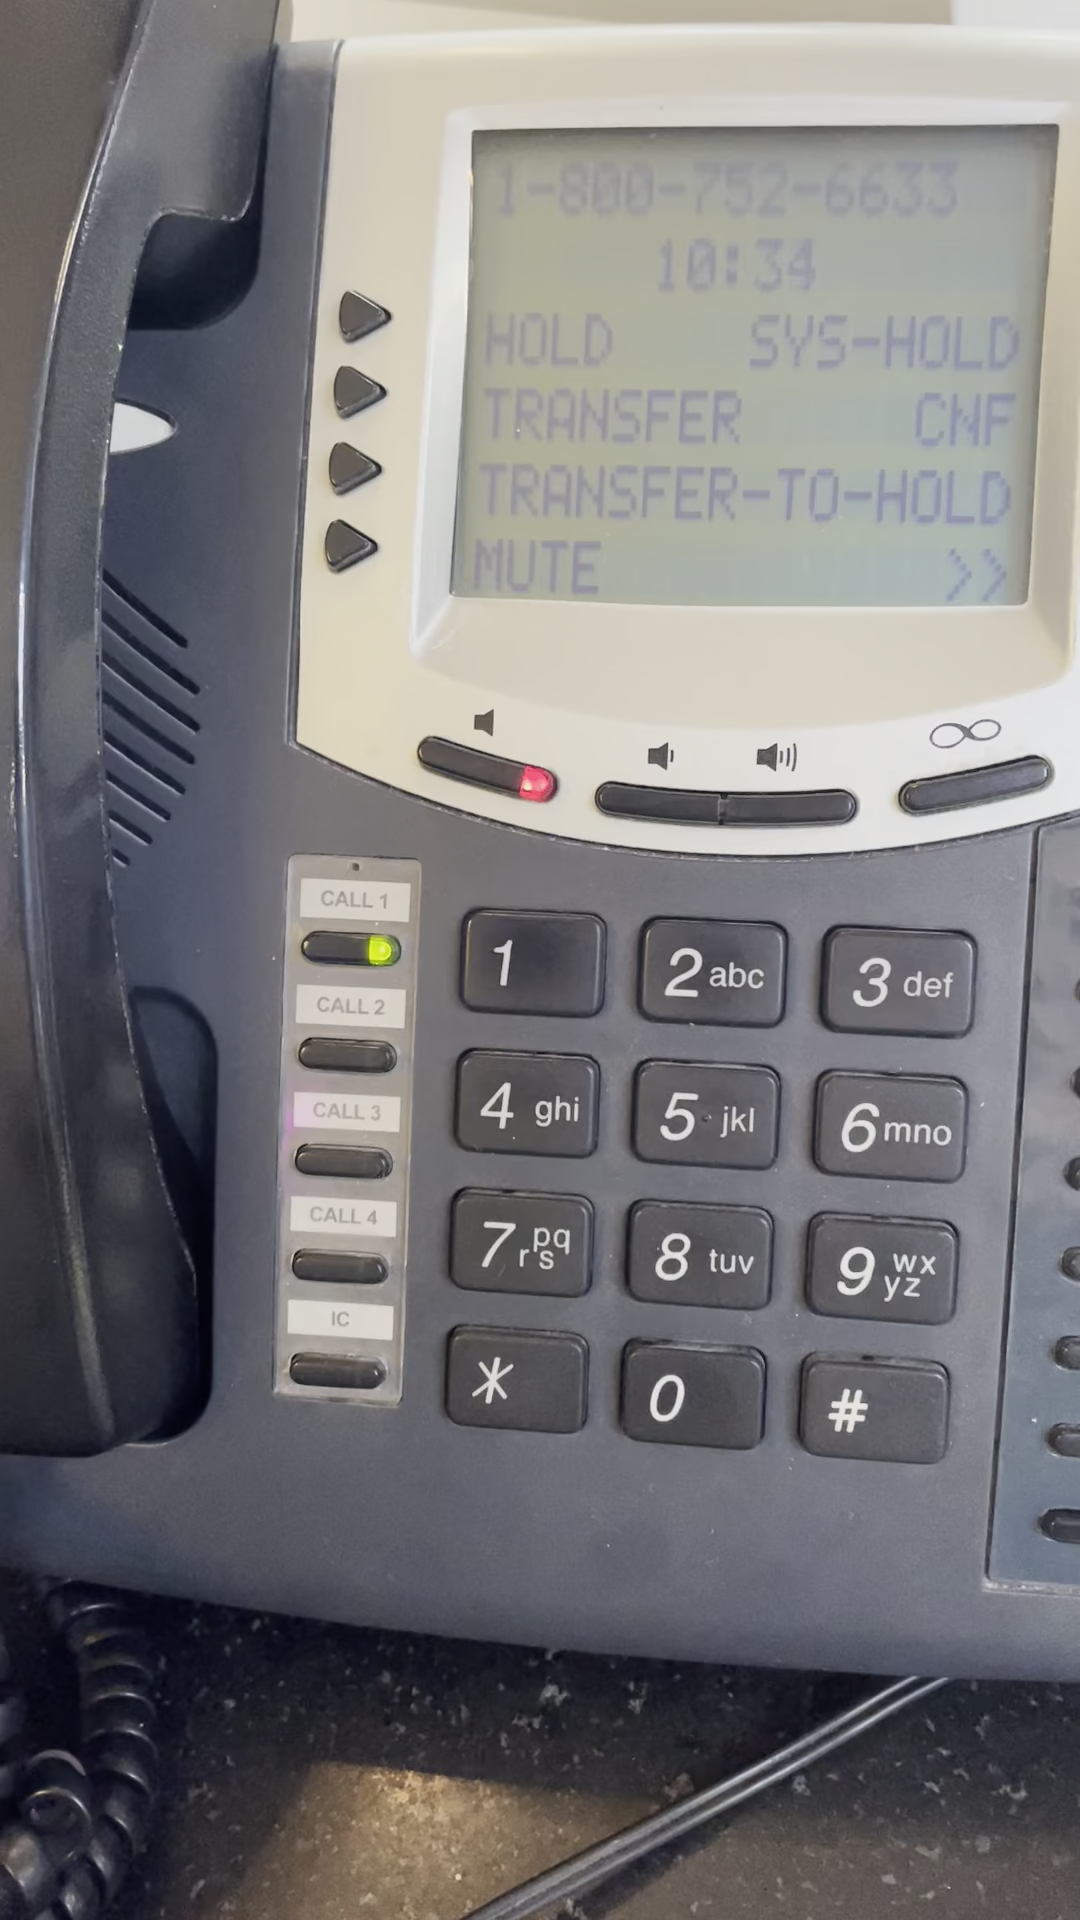 1-800-752-6633
10:34
HOLD SYS-HOLD
TRANSFER CNF
TRANSFER-TO-HOLD
MUTE >>
CALL 1
CALL 2
CALL 3
CALL 4
IC
1 2 abc 3 def
4 ghi 5 jkl 6 mno
7 pqrs 8 tuv 9 wxyz
* 0 #